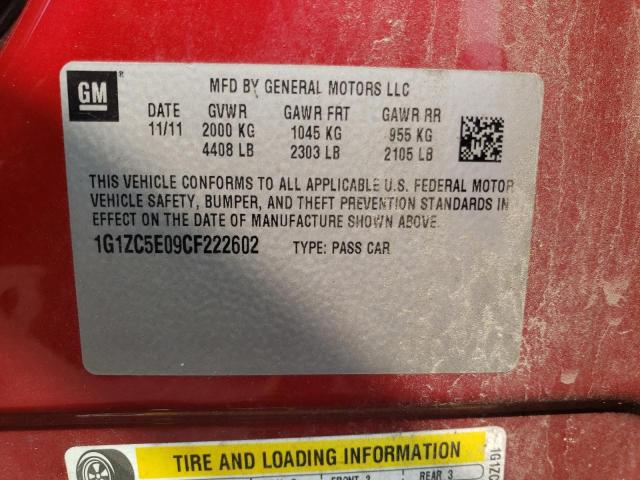 GM
MFD BY GENERAL MOTORS LLC
DATE GVWR GAWR FRT GAWR RR
11/11 2000 KG 1045 KG 955 KG
4408 LB 2303 LB 2105 LB
THIS VEHICLE CONFORMS TO ALL APPLICABLE U.S. FEDERAL MOTOR
VEHICLE SAFETY, BUMPER, AND THEFT PREVENTION STANDARDS IN
EFFECT ON THE DATE OF MANUFACTURE SHOWN ABOVE.
1G1ZC5E09CF222602 TYPE: PASS CAR
TIRE AND LOADING INFORMATION
REAR 3
1G1ZC